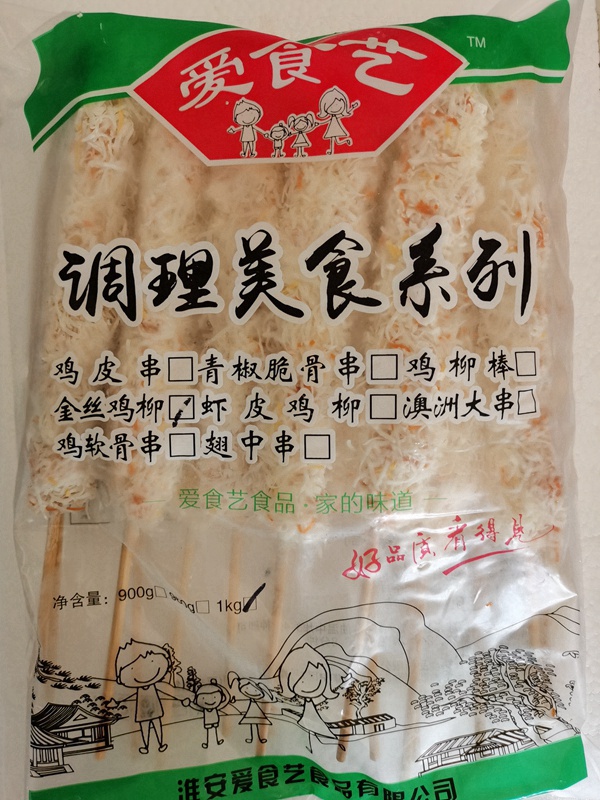 爱食艺
TM
调理美食系列
鸡皮串□青椒脆骨串□鸡柳棒□
金丝鸡柳☑虾皮鸡柳□澳洲大串□
鸡软骨串□翅中串□
爱食艺食品·家的味道
好品质看得见
净含量：900g□ □ 1kg☑
淮安爱食艺食品有限公司